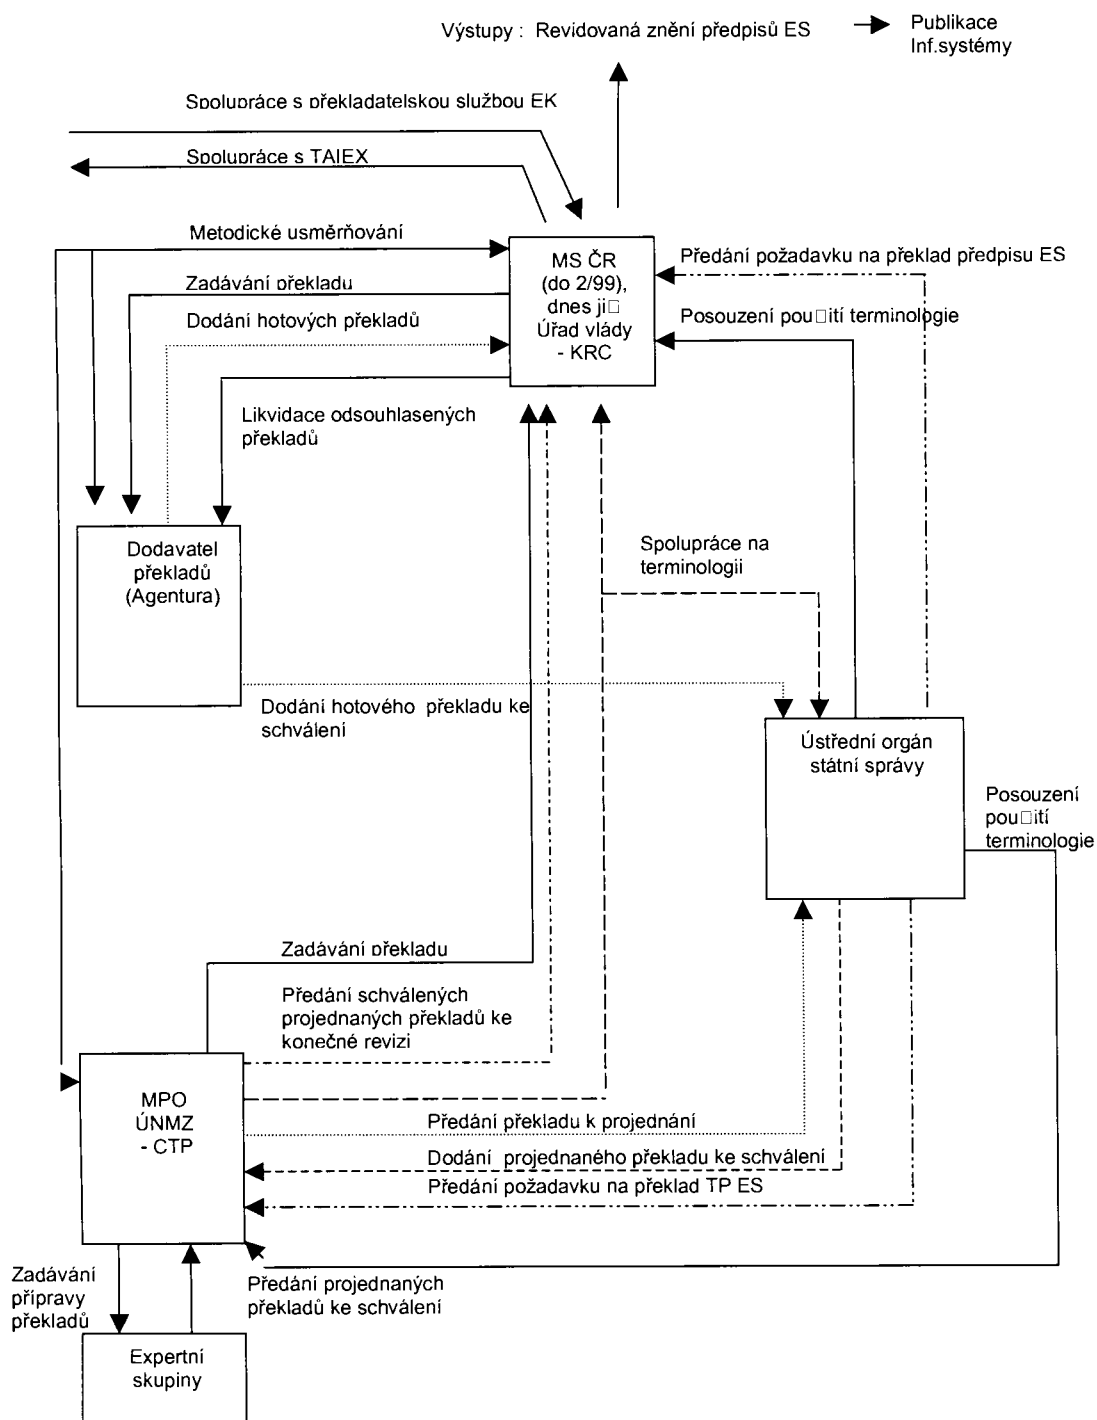 Výstupy : Revidovaná znění předpisů ES
Publikace
Inf.systémy
Spolupráce s překladatelskou službou EK
Spolupráce s TAIEX
Metodické usměrňování
Zadávání překladu
Dodání hotových překladů
MS ČR
(do 2/99),
dnes ji□
Úřad vlády
- KRC
Předání požadavku na překlad předpisu ES
Posouzení pou□ití terminologie
Likvidace odsouhlasených
překladů
Dodavatel
překladů
(Agentura)
Spolupráce na
terminologii
Dodání hotového překladu ke
schválení
Ústřední orgán
státní správy
Posouzení
pou□ití
terminologie
Zadávání překladu
Předání schválených
projednaných překladů ke
konečné revizi
MPO
ÚNMZ
- CTP
Předání překladu k projednání
Dodání projednaného překladu ke schválení
Předání požadavku na překlad TP ES
Zadávání
přípravy
překladů
Předání projednaných
překladů ke schválení
Expertní
skupiny